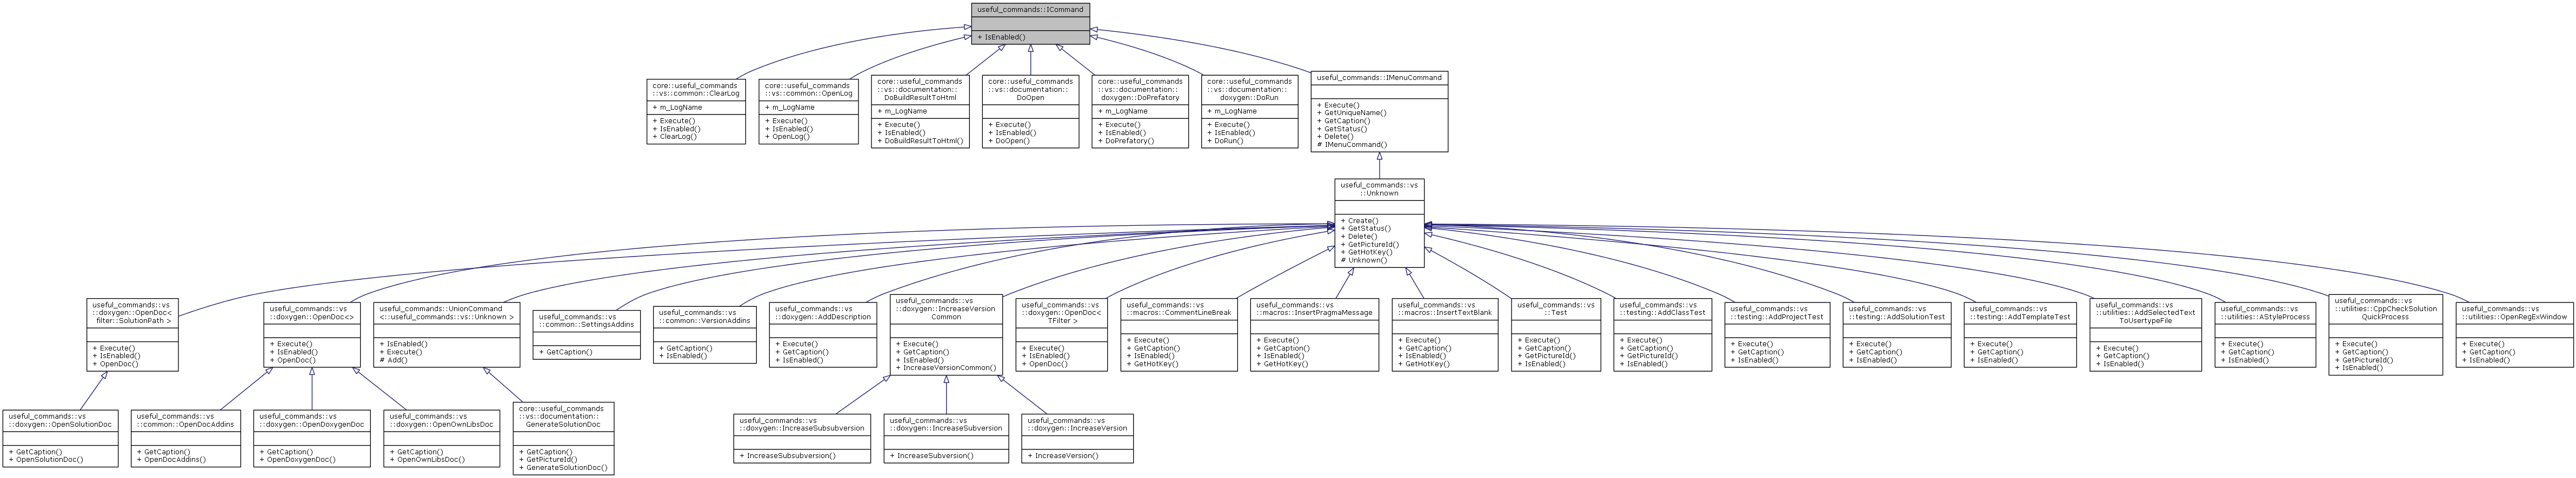 useful_commands::ICommand
+ IsEnabled()
core::useful_commands
::vs::common::ClearLog
+ m_LogName
+ Execute()
+ IsEnabled()
+ ClearLog()
core::useful_commands
::vs::common::OpenLog
+ m_LogName
+ Execute()
+ IsEnabled()
+ OpenLog()
core::useful_commands
::vs::documentation::
DoBuildResultToHtml
+ m_LogName
+ Execute()
+ IsEnabled()
+ DoBuildResultToHtml()
core::useful_commands
::vs::documentation::
DoOpen
+ Execute()
+ IsEnabled()
+ DoOpen()
core::useful_commands
::vs::documentation::
doxygen::DoPrefatory
+ m_LogName
+ Execute()
+ IsEnabled()
+ DoPrefatory()
core::useful_commands
::vs::documentation::
doxygen::DoRun
+ m_LogName
+ Execute()
+ IsEnabled()
+ DoRun()
useful_commands::IMenuCommand
+ Execute()
+ GetUniqueName()
+ GetCaption()
+ GetStatus()
+ Delete()
# IMenuCommand()
useful_commands::vs
::Unknown
+ Create()
+ GetStatus()
+ Delete()
+ GetPictureId()
+ GetHotKey()
# Unknown()
useful_commands::vs
::doxygen::OpenDoc<
filter::SolutionPath >
+ Execute()
+ IsEnabled()
+ OpenDoc()
useful_commands::vs
::doxygen::OpenDoc<>
+ Execute()
+ IsEnabled()
+ OpenDoc()
useful_commands::UnionCommand
<::useful_commands::vs::Unknown >
+ IsEnabled()
+ Execute()
# Add()
useful_commands::vs
::common::SettingsAddins
+ GetCaption()
useful_commands::vs
::common::VersionAddins
+ GetCaption()
+ IsEnabled()
useful_commands::vs
::doxygen::AddDescription
+ Execute()
+ GetCaption()
+ IsEnabled()
useful_commands::vs
::doxygen::IncreaseVersion
Common
+ Execute()
+ GetCaption()
+ IsEnabled()
+ IncreaseVersionCommon()
useful_commands::vs
::doxygen::OpenDoc<
TFilter >
+ Execute()
+ IsEnabled()
+ OpenDoc()
useful_commands::vs
::macros::CommentLineBreak
+ Execute()
+ GetCaption()
+ IsEnabled()
+ GetHotKey()
useful_commands::vs
::macros::InsertPragmaMessage
+ Execute()
+ GetCaption()
+ IsEnabled()
+ GetHotKey()
useful_commands::vs
::macros::InsertTextBlank
+ Execute()
+ GetCaption()
+ IsEnabled()
+ GetHotKey()
useful_commands::vs
::Test
+ Execute()
+ GetCaption()
+ GetPictureId()
+ IsEnabled()
useful_commands::vs
::testing::AddClassTest
+ Execute()
+ GetCaption()
+ GetPictureId()
+ IsEnabled()
useful_commands::vs
::testing::AddProjectTest
+ Execute()
+ GetCaption()
+ IsEnabled()
useful_commands::vs
::testing::AddSolutionTest
+ Execute()
+ GetCaption()
+ IsEnabled()
useful_commands::vs
::testing::AddTemplateTest
+ Execute()
+ GetCaption()
+ IsEnabled()
useful_commands::vs
::utilities::AddSelectedText
ToUsertypeFile
+ Execute()
+ GetCaption()
+ IsEnabled()
useful_commands::vs
::utilities::AStyleProcess
+ Execute()
+ GetCaption()
+ IsEnabled()
useful_commands::vs
::utilities::CppCheckSolution
QuickProcess
+ Execute()
+ GetCaption()
+ GetPictureId()
+ IsEnabled()
useful_commands::vs
::utilities::OpenRegExWindow
+ Execute()
+ GetCaption()
+ IsEnabled()
useful_commands::vs
::doxygen::OpenSolutionDoc
+ GetCaption()
+ OpenSolutionDoc()
useful_commands::vs
::common::OpenDocAddins
+ GetCaption()
+ OpenDocAddins()
useful_commands::vs
::doxygen::OpenDoxygenDoc
+ GetCaption()
+ OpenDoxygenDoc()
useful_commands::vs
::doxygen::OpenOwnLibsDoc
+ GetCaption()
+ OpenOwnLibsDoc()
core::useful_commands
::vs::documentation::
GenerateSolutionDoc
+ GetCaption()
+ GetPictureId()
+ GenerateSolutionDoc()
useful_commands::vs
::doxygen::IncreaseSubsubversion
+ IncreaseSubsubversion()
useful_commands::vs
::doxygen::IncreaseSubversion
+ IncreaseSubversion()
useful_commands::vs
::doxygen::IncreaseVersion
+ IncreaseVersion()